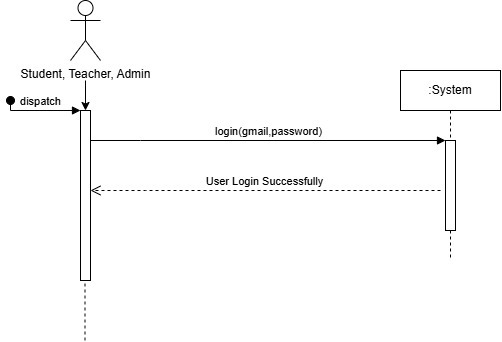 Student, Teacher, Admin
:System
dispatch
login(gmail,password)
User Login Successfully